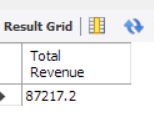 Result Grid
Total
Revenue
87217.2